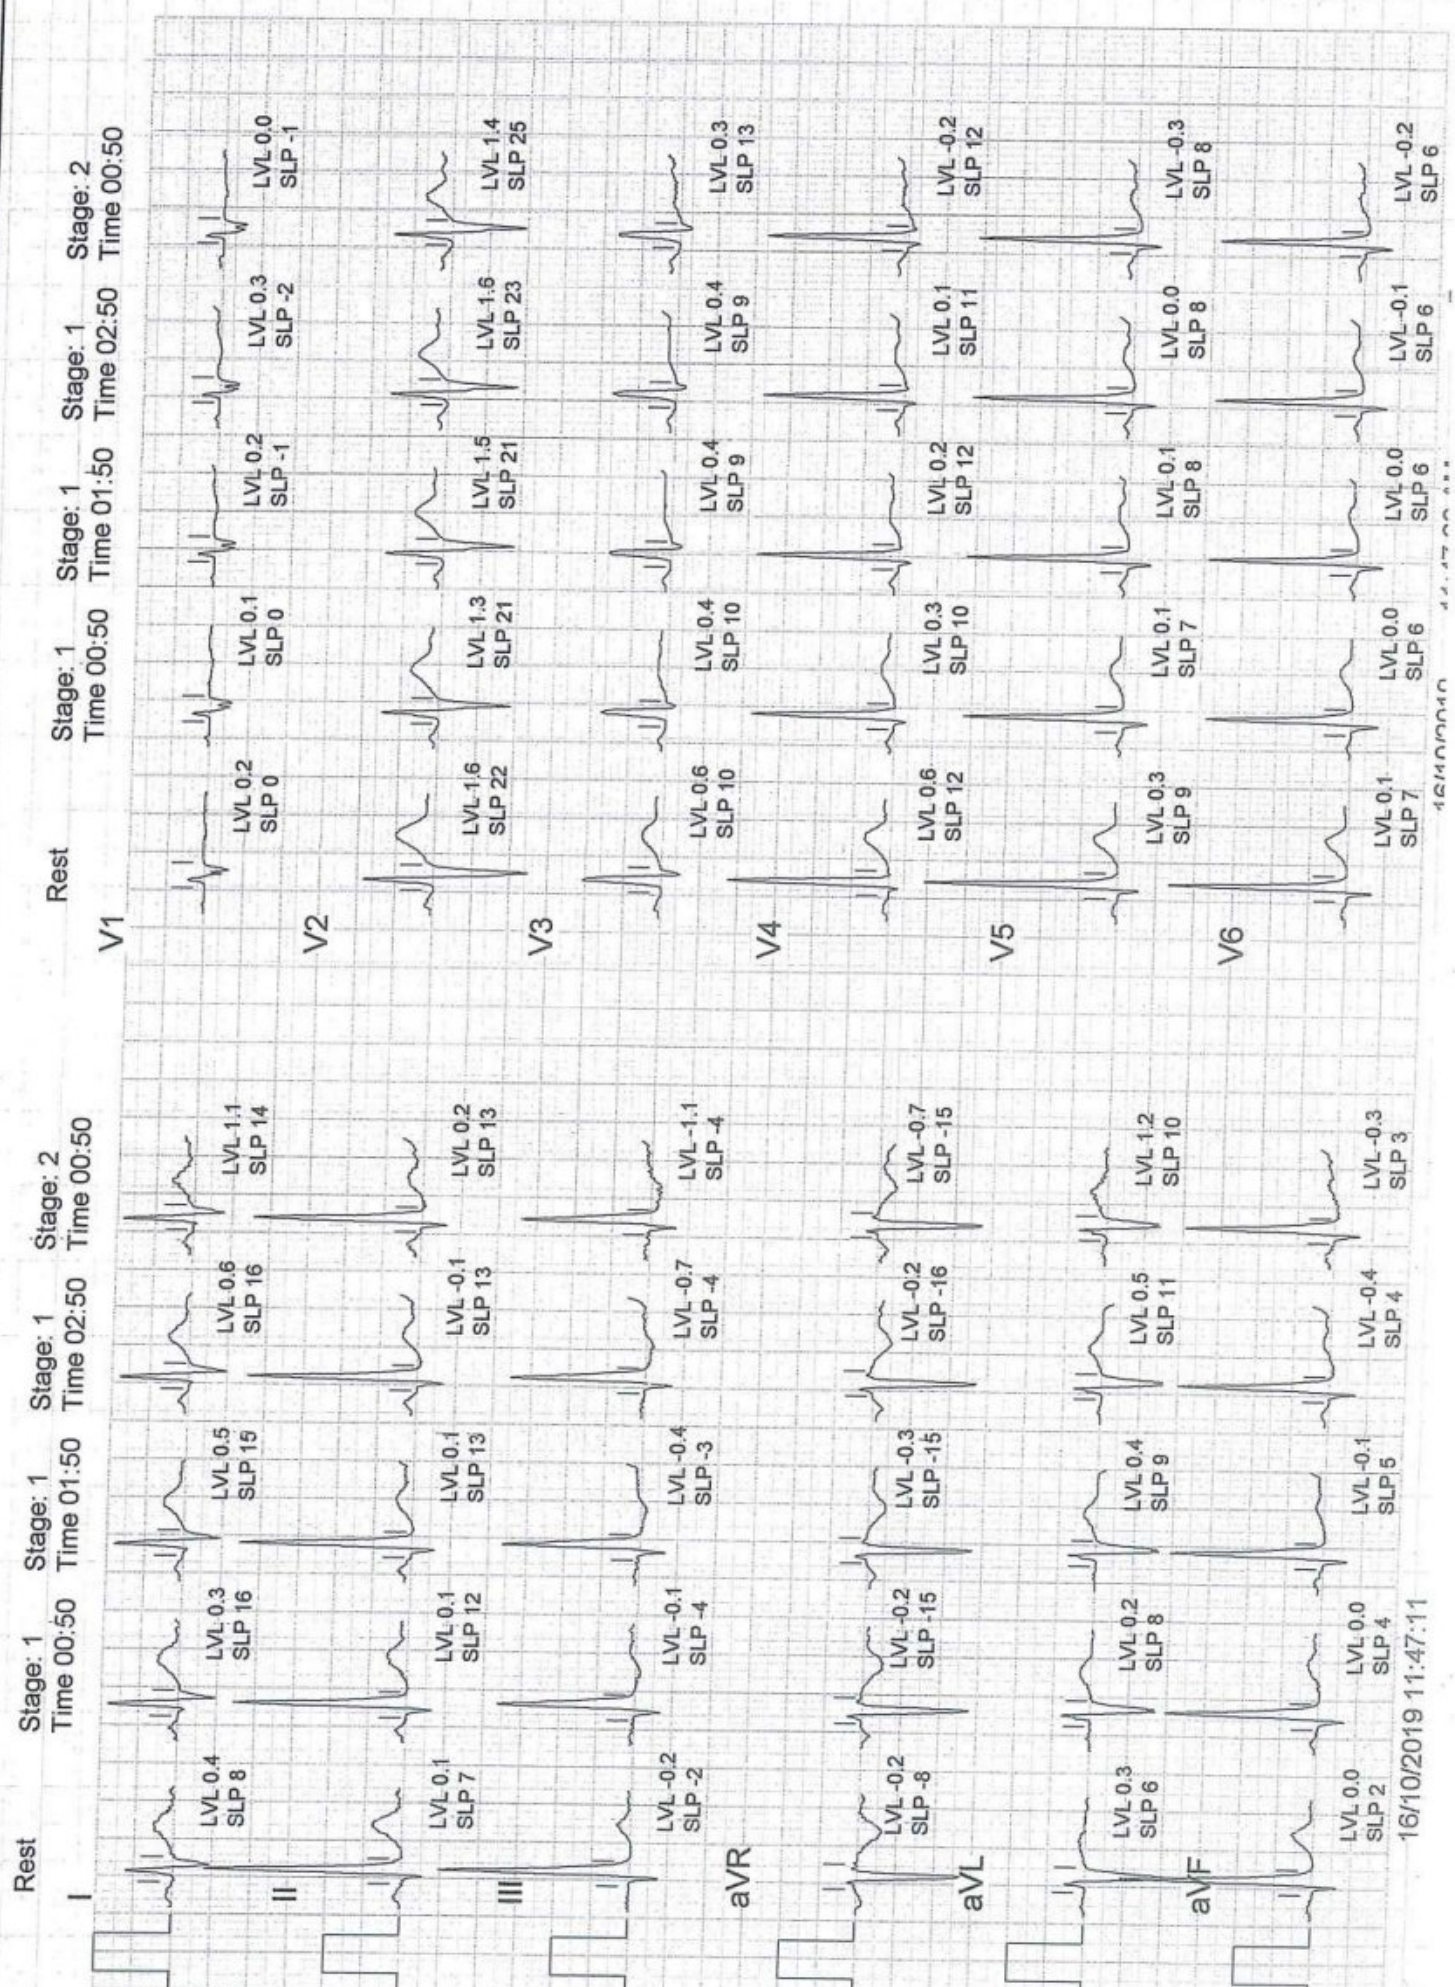 Rest Stage: 1 Stage: 1 Stage: 1 Stage: 2
Time 00:50 Time 01:50 Time 02:50 Time 00:50
I
LVL 0.4 LVL 0.3 LVL 0.5 LVL 0.6 LVL 1.1
SLP 8 SLP 16 SLP 15 SLP 16 SLP 14
II
LVL 0.1 LVL 0.1 LVL 0.1 LVL -0.1 LVL 0.2
SLP 7 SLP 12 SLP 13 SLP 13 SLP 13
III
LVL -0.2 LVL -0.1 LVL -0.4 LVL -0.7 LVL -1.1
SLP -2 SLP -4 SLP -3 SLP -4 SLP -4
aVR
LVL -0.2 LVL -0.2 LVL -0.3 LVL -0.2 LVL -0.7
SLP -8 SLP -15 SLP -15 SLP -16 SLP -15
aVL
LVL 0.3 LVL 0.2 LVL 0.4 LVL 0.5 LVL 1.2
SLP 6 SLP 8 SLP 9 SLP 11 SLP 10
aVF
LVL 0.0 LVL 0.0 LVL -0.1 LVL -0.4 LVL -0.3
SLP 2 SLP 4 SLP 5 SLP 4 SLP 3
16/10/2019 11:47:11
Rest Stage: 1 Stage: 1 Stage: 1 Stage: 2
Time 00:50 Time 01:50 Time 02:50 Time 00:50
V1
LVL 0.2 LVL 0.1 LVL 0.2 LVL 0.3 LVL 0.0
SLP 0 SLP 0 SLP -1 SLP -2 SLP -1
V2
LVL 1.6 LVL 1.3 LVL 1.5 LVL 1.6 LVL 1.4
SLP 22 SLP 21 SLP 21 SLP 23 SLP 25
V3
LVL 0.6 LVL 0.4 LVL 0.4 LVL 0.4 LVL 0.3
SLP 10 SLP 10 SLP 9 SLP 9 SLP 13
V4
LVL 0.6 LVL 0.3 LVL 0.2 LVL 0.1 LVL -0.2
SLP 12 SLP 10 SLP 12 SLP 11 SLP 12
V5
LVL 0.3 LVL 0.1 LVL 0.1 LVL 0.0 LVL -0.3
SLP 9 SLP 7 SLP 8 SLP 8 SLP 8
V6
LVL 0.1 LVL 0.0 LVL 0.0 LVL -0.1 LVL -0.2
SLP 7 SLP 6 SLP 6 SLP 6 SLP 6